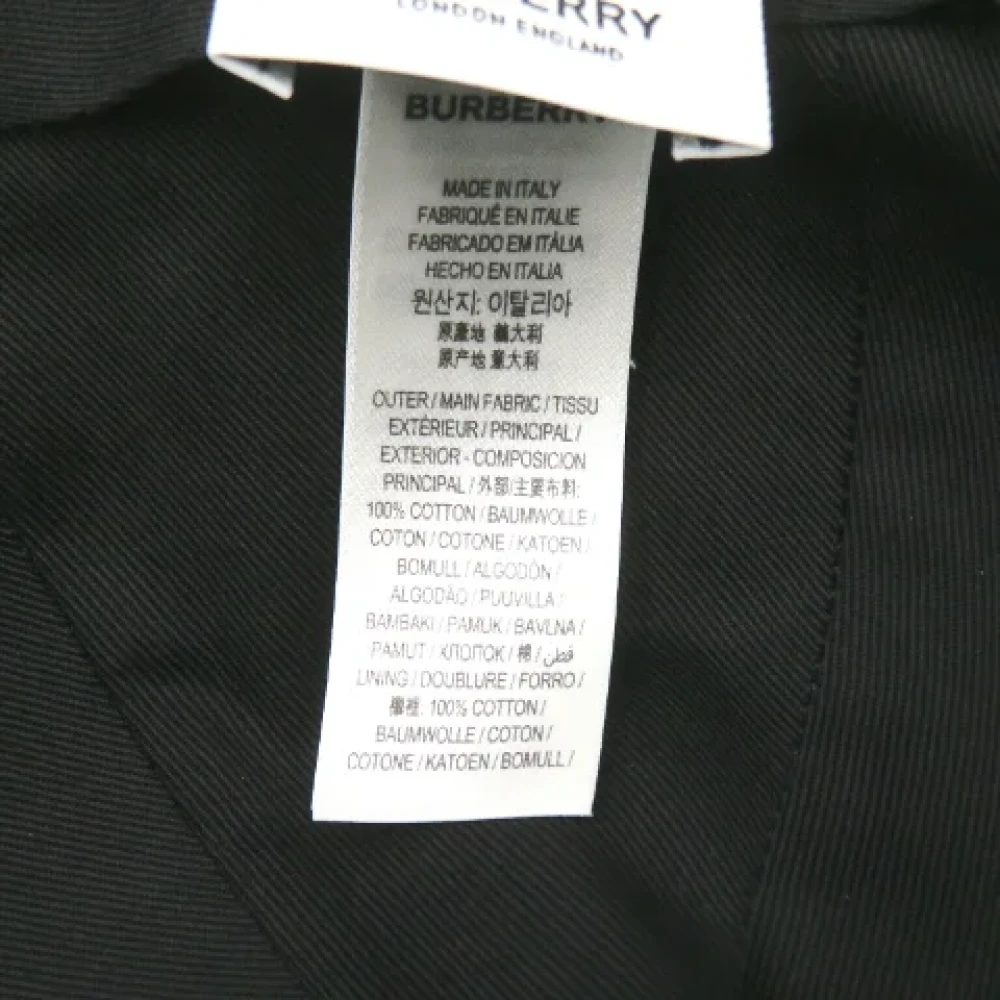 ERRY
LONDON ENGLAND
BURBERRY
MADE IN ITALY
FABRIQUÉ EN ITALIE
FABRICADO EM ITÁLIA
HECHO EN ITALIA
원산지: 이탈리아
原產地 義大利
原产地 意大利
OUTER / MAIN FABRIC / TISSU
EXTÉRIEUR / PRINCIPAL /
EXTERIOR - COMPOSICION
PRINCIPAL / 外部/主要布料:
100% COTTON / BAUMWOLLE /
COTON / COTONE / KATOEN /
BOMULL / ALGODÓN /
ALGODÃO / PUUVILLA /
BAMBAKI / PAMUK / BAVLNA /
PAMUT / ХЛОПОК / 棉 / قطن /
LINING / DOUBLURE / FORRO /
100% COTTON /
BAUMWOLLE / COTON /
COTONE / KATOEN / BOMULL /